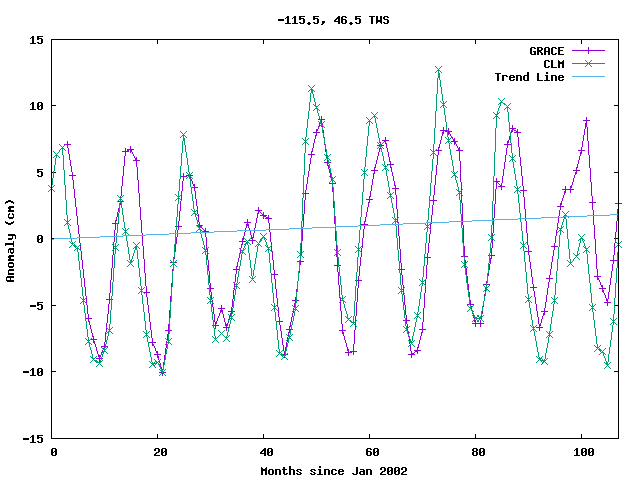 -115.5, 46.5 TWS
GRACE
CLM
Trend Line
15
10
5
0
-5
-10
-15
Anomaly (cm)
0 20 40 60 80 100
Months since Jan 2002